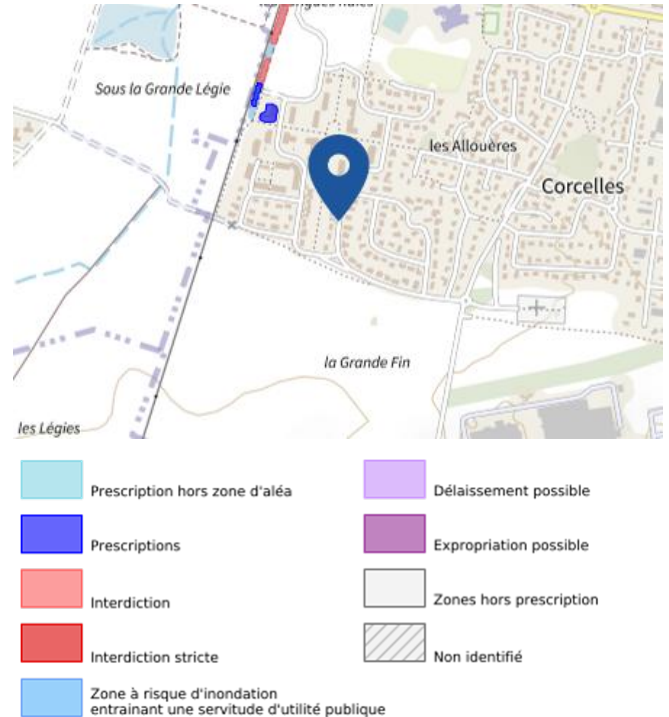 Sous la Grande Légie
les Allouères
Corcelles
la Grande Fin
les Légies
Prescription hors zone d'aléa
Délaissement possible
Prescriptions
Expropriation possible
Interdiction
Zones hors prescription
Interdiction stricte
Non identifié
Zone à risque d'inondation
entrainant une servitude d'utilité publique